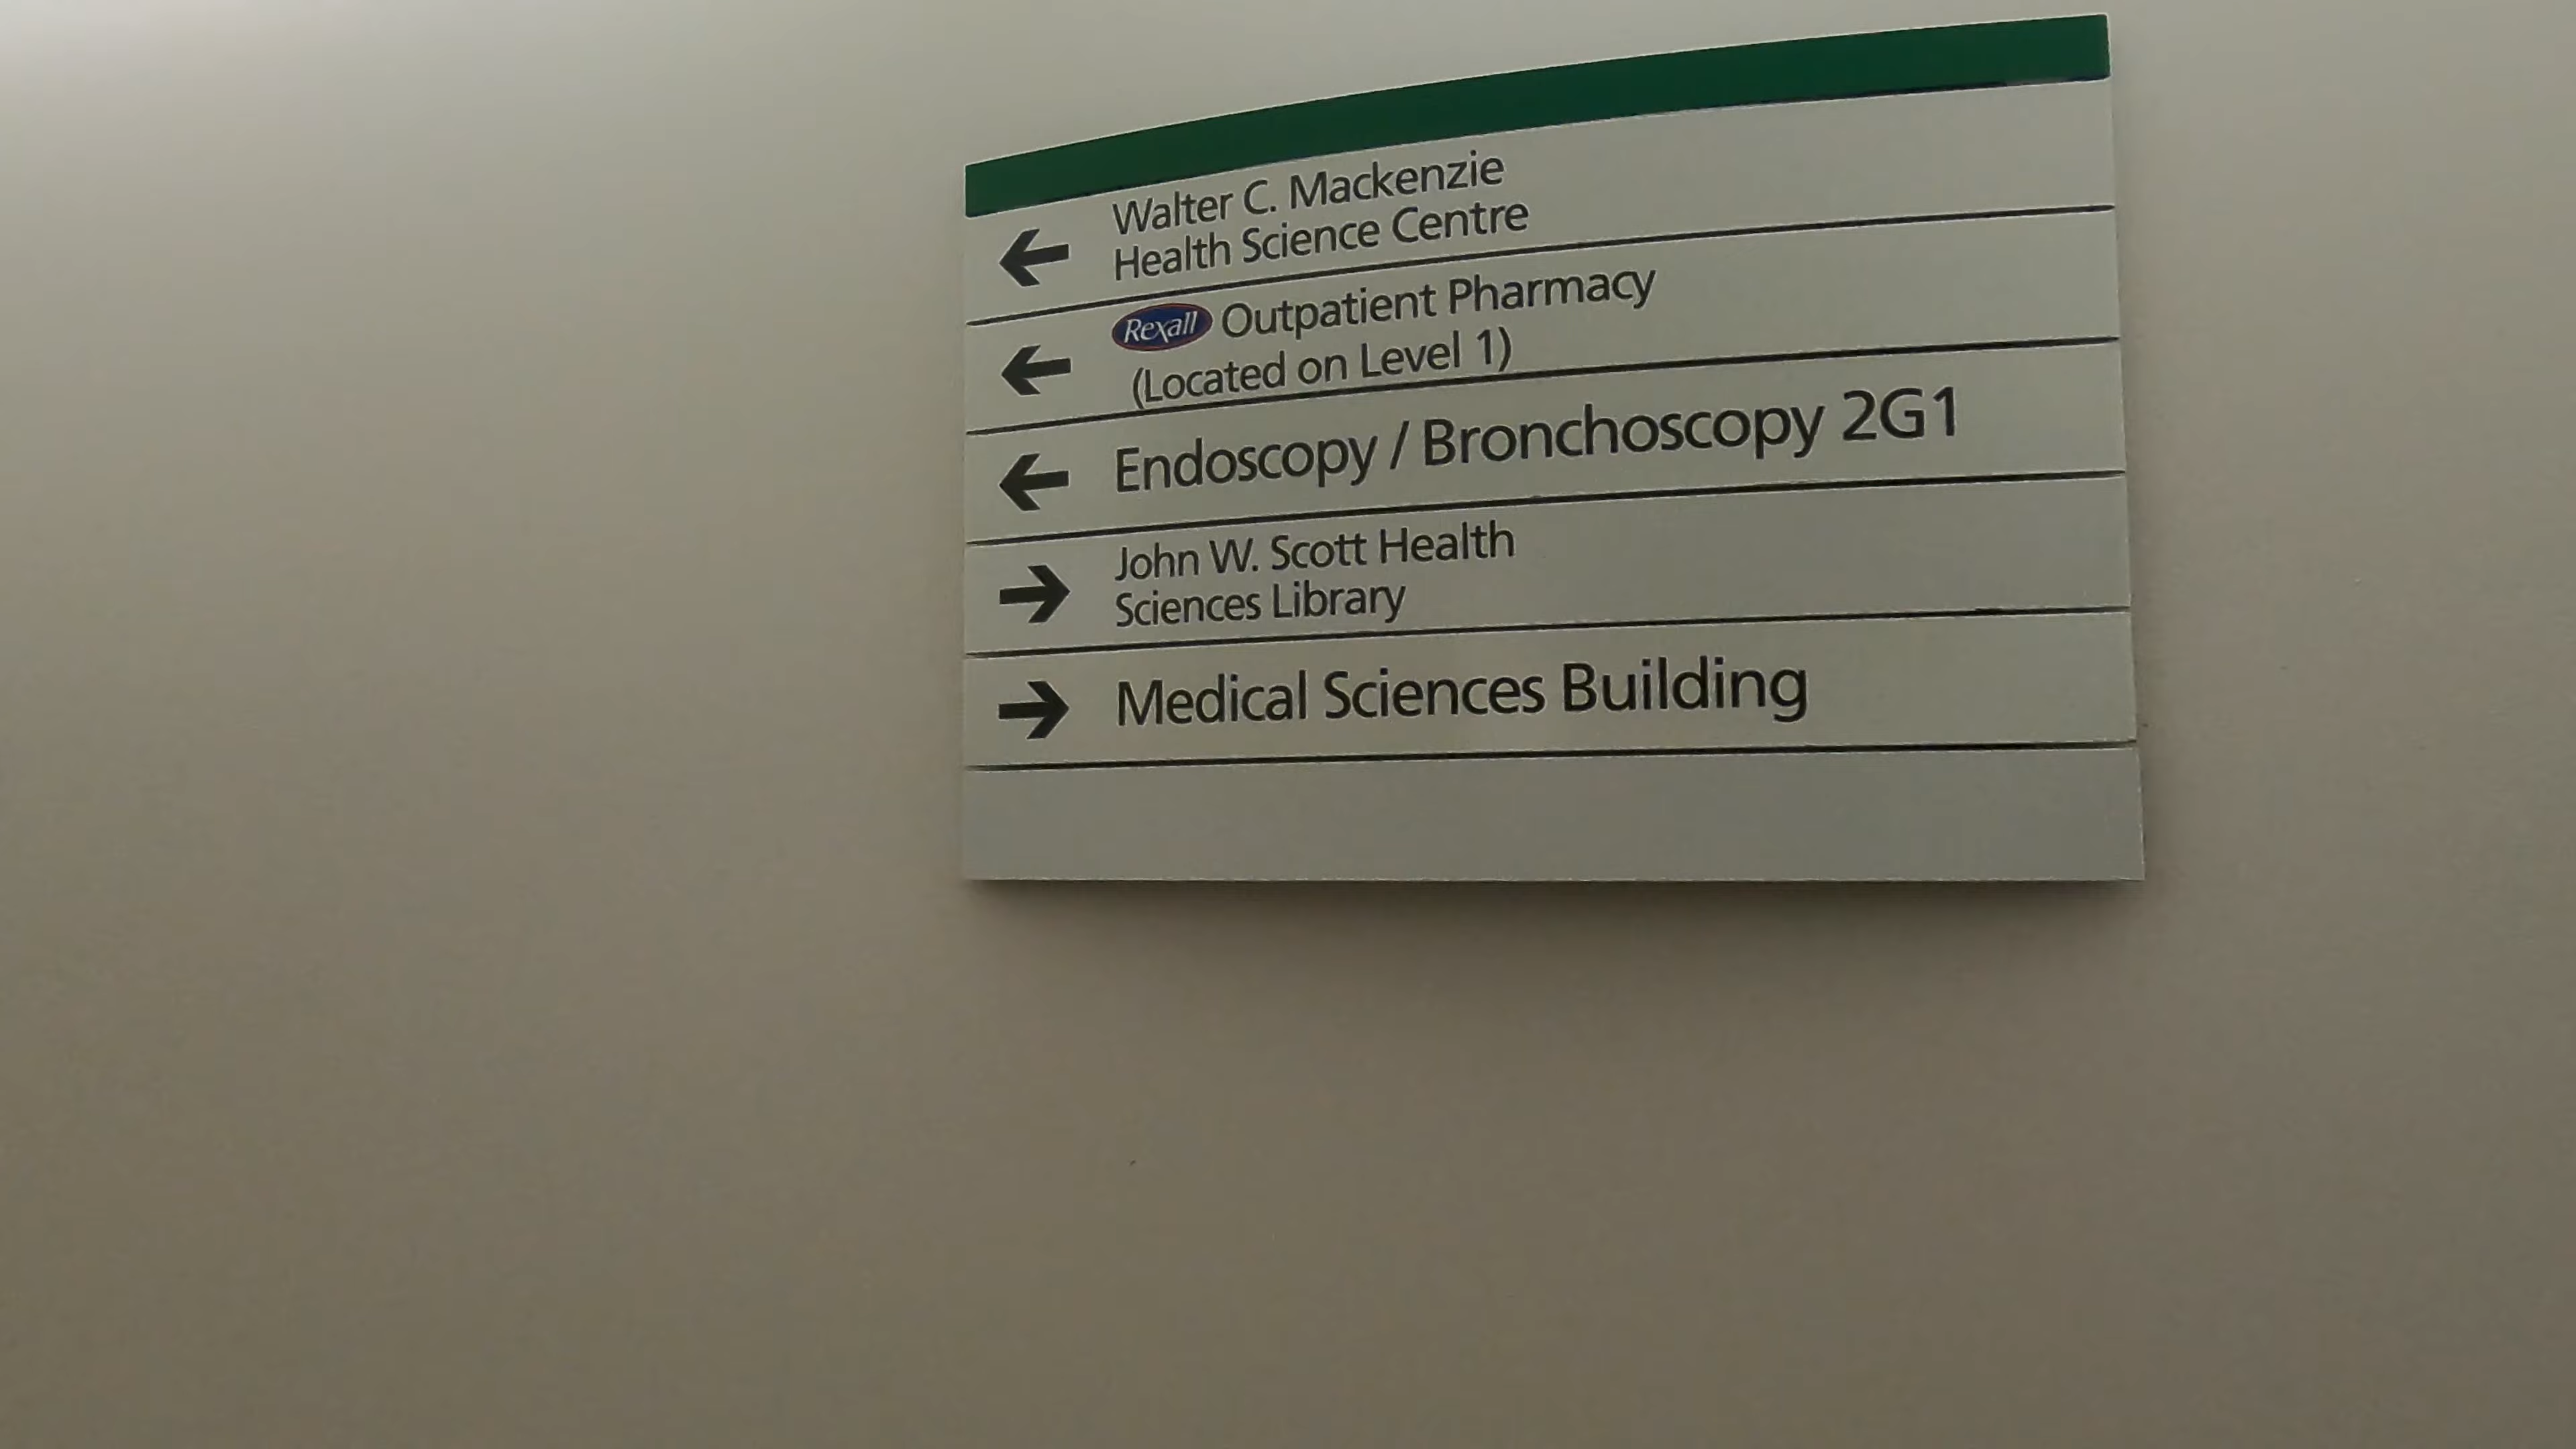 ← Walter C. Mackenzie
Health Science Centre
← Rexall Outpatient Pharmacy
(Located on Level 1)
← Endoscopy / Bronchoscopy 2G1
→ John W. Scott Health
Sciences Library
→ Medical Sciences Building